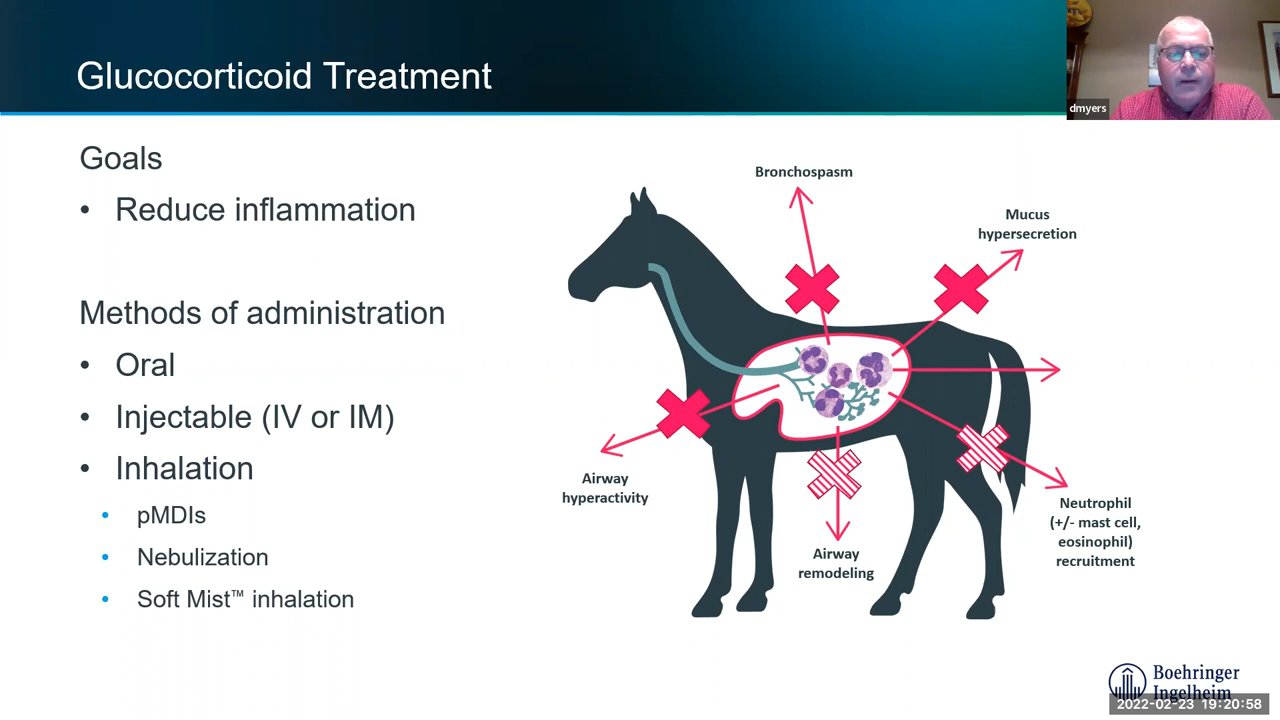 Glucocorticoid Treatment
dmyers
Goals
• Reduce inflammation
Methods of administration
• Oral
• Injectable (IV or IM)
• Inhalation
• pMDIs
• Nebulization
• Soft Mist™ inhalation
Bronchospasm
Mucus
hypersecretion
Airway
hyperactivity
Airway
remodeling
Neutrophil
(+/- mast cell,
eosinophil)
recruitment
Boehringer
Ingelheim
2022-02-23 19:20:58